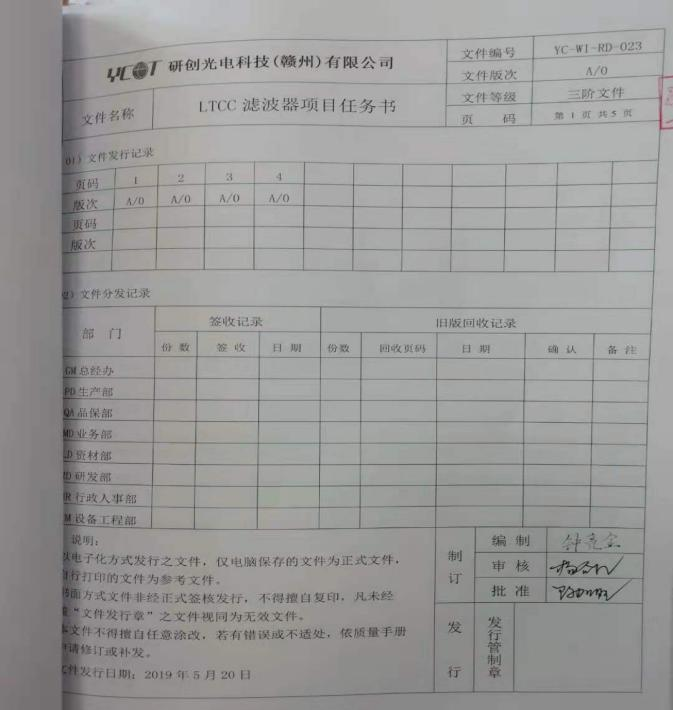 YCOT 研创光电科技(赣州)有限公司
文件编号 YC-WI-RD-023
文件版次 A/0
文件名称 LTCC 滤波器项目任务书
文件等级 三阶文件
页 码 第 1 页 共 5 页
01）文件发行记录
页码 1 2 3 4
版次 A/0 A/0 A/0 A/0
页码
版次
2）文件分发记录
部 门 签收记录 旧版回收记录
份 数 签 收 日 期 份数 回收页码 日 期 确 认 备 注
GM 总经办
PD 生产部
QA 品保部
MD 业务部
LD 资材部
RD 研发部
HR 行政人事部
M 设备工程部
说明：
以电子化方式发行之文件，仅电脑保存的文件为正式文件，
自行打印的文件为参考文件。
书面方式文件非经正式签核发行，不得擅自复印，凡未经
“文件发行章”之文件视同为无效文件。
本文件不得擅自任意涂改，若有错误或不适处，依质量手册
申请修订或补发。
文件发行日期：2019 年 5 月 20 日
制 订
编 制
审 核
批 准
发 行
发行管制章